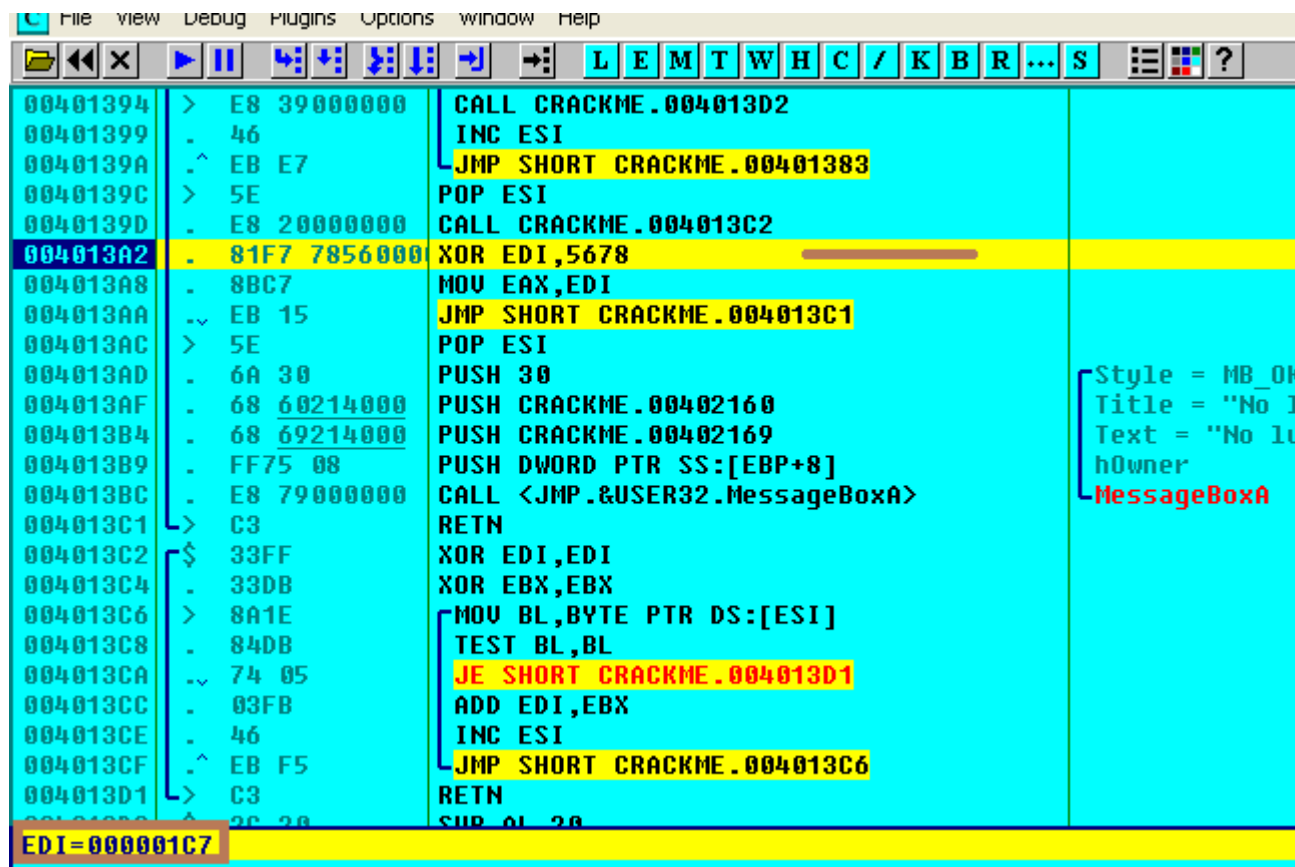 C File View Debug Plugins Options Window Help
L E M T W H C / K B R ... S ?
00401394 > E8 39000000 CALL CRACKME.004013D2
00401399 . 46 INC ESI
0040139A .^ EB E7 JMP SHORT CRACKME.00401383
0040139C > 5E POP ESI
0040139D . E8 20000000 CALL CRACKME.004013C2
004013A2 . 81F7 7856000 XOR EDI,5678
004013A8 . 8BC7 MOV EAX,EDI
004013AA .v EB 15 JMP SHORT CRACKME.004013C1
004013AC > 5E POP ESI
004013AD . 6A 30 PUSH 30 Style = MB_OK
004013AF . 68 60214000 PUSH CRACKME.00402160 Title = "No
004013B4 . 68 69214000 PUSH CRACKME.00402169 Text = "No lu
004013B9 . FF75 08 PUSH DWORD PTR SS:[EBP+8] hOwner
004013BC . E8 79000000 CALL <JMP.&USER32.MessageBoxA> MessageBoxA
004013C1 > C3 RETN
004013C2 $ 33FF XOR EDI,EDI
004013C4 . 33DB XOR EBX,EBX
004013C6 > 8A1E MOV BL,BYTE PTR DS:[ESI]
004013C8 . 84DB TEST BL,BL
004013CA .v 74 05 JE SHORT CRACKME.004013D1
004013CC . 03FB ADD EDI,EBX
004013CE . 46 INC ESI
004013CF .^ EB F5 JMP SHORT CRACKME.004013C6
004013D1 > C3 RETN
2C 20 SUB AL,20
EDI=000001C7